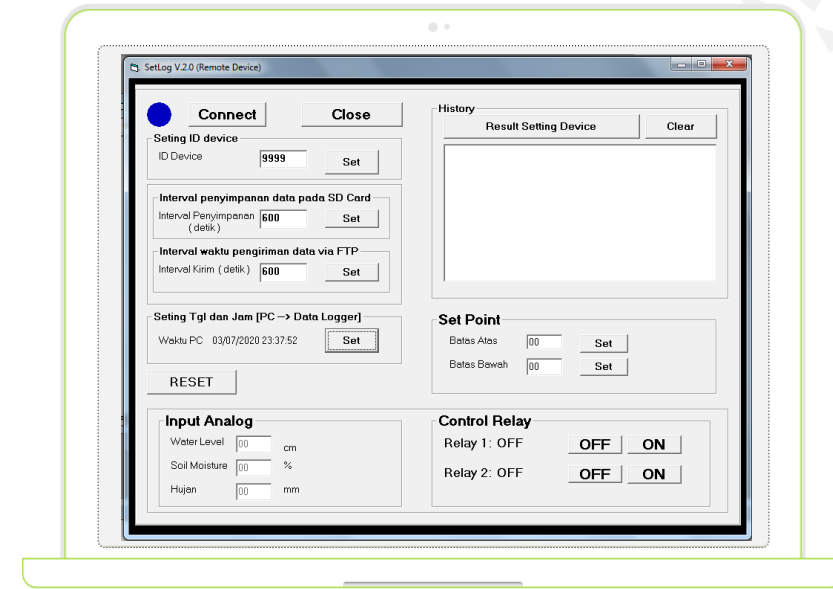 SetLog V.2.0 (Remote Device)
Connect
Close
Seting ID device
ID Device
9999
Set
Interval penyimpanan data pada SD Card
Interval Penyimpanan
( detik )
600
Set
Interval waktu pengiriman data via FTP
Interval Kirim ( detik )
600
Set
Seting Tgl dan Jam [PC --> Data Logger]
Waktu PC 03/07/2020 23:37:52
Set
RESET
History
Result Setting Device
Clear
Set Point
Batas Atas
00
Set
Batas Bawah
00
Set
Input Analog
Water Level
00
cm
Soil Moisture
00
%
Hujan
00
mm
Control Relay
Relay 1: OFF
OFF
ON
Relay 2: OFF
OFF
ON